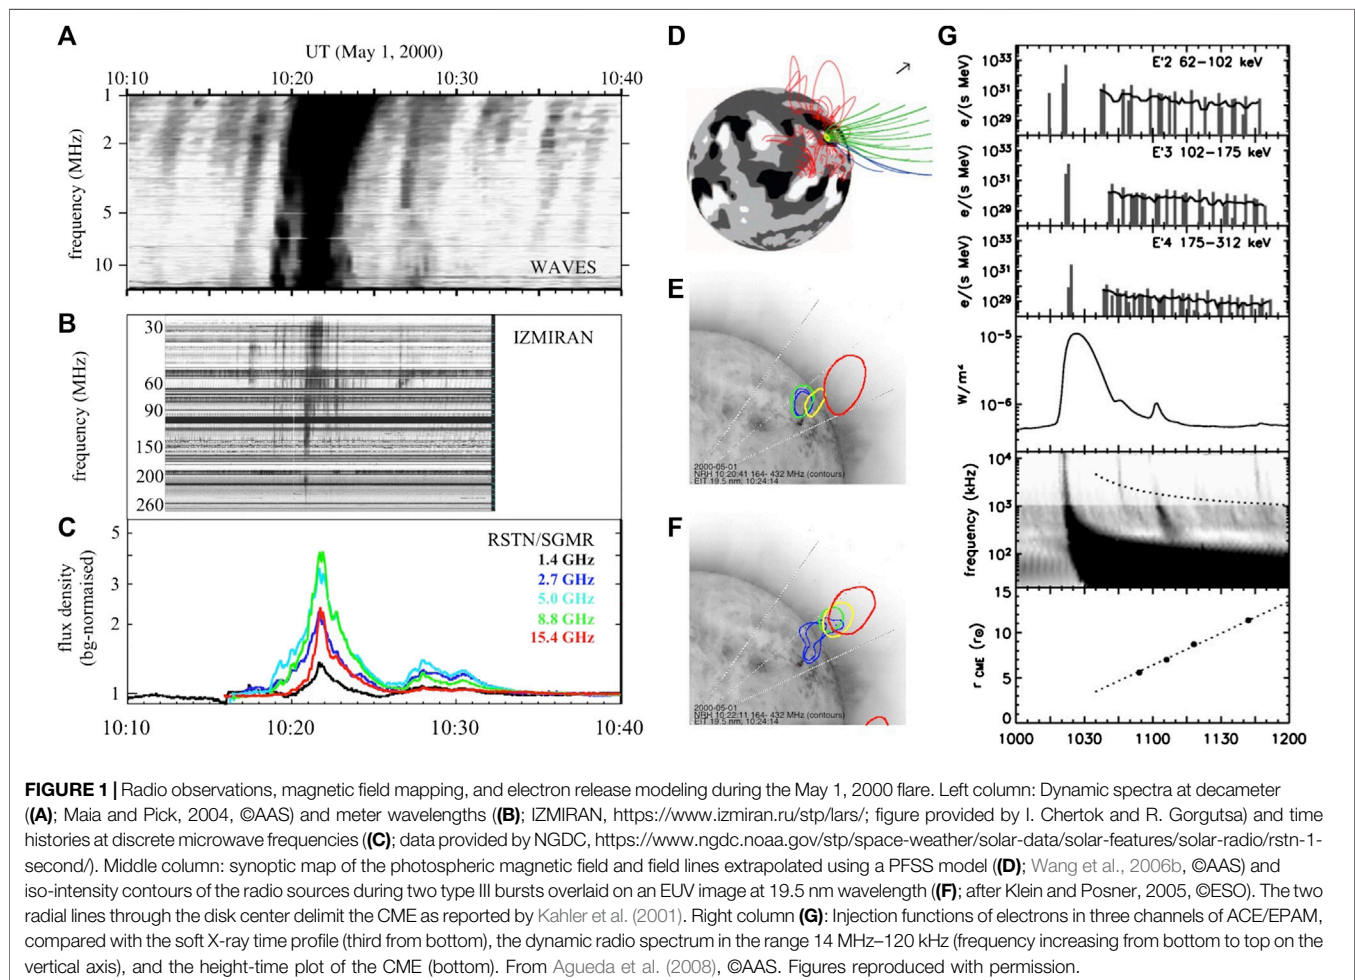 A
UT (May 1, 2000)
10:10 10:20 10:30 10:40
1
2
5
10
frequency (MHz)
WAVES
B
30
60
90
150
200
260
frequency (MHz)
IZMIRAN
C
5
3
2
1
flux density
(bg-normalised)
RSTN/SGMR
1.4 GHz
2.7 GHz
5.0 GHz
8.8 GHz
15.4 GHz
10:10 10:20 10:30 10:40
D
E
2000-05-01
NRH 10:20:41 164- 432 MHz (contours)
EIT 19.5 nm, 10:24:14
F
2000-05-01
NRH 10:22:11 164- 432 MHz (contours)
EIT 19.5 nm, 10:24:14
G
10³³
10³¹
10²⁹
e/(s MeV)
E'2 62-102 keV
10³³
10³¹
10²⁹
e/(s MeV)
E'3 102-175 keV
10³³
10³¹
10²⁹
e/(s MeV)
E'4 175-312 keV
10⁻⁵
10⁻⁶
10⁴
10³
10²
frequency (kHz)
15
10
5
0
r CME (r⊙)
1000 1030 1100 1130 1200
FIGURE 1 | Radio observations, magnetic field mapping, and electron release modeling during the May 1, 2000 flare. Left column: Dynamic spectra at decameter
((A); Maia and Pick, 2004, ©AAS) and meter wavelengths ((B); IZMIRAN, https://www.izmiran.ru/stp/lars/; figure provided by I. Chertok and R. Gorgutsa) and time
histories at discrete microwave frequencies ((C); data provided by NGDC, https://www.ngdc.noaa.gov/stp/space-weather/solar-data/solar-features/solar-radio/rstn-1-
second/). Middle column: synoptic map of the photospheric magnetic field and field lines extrapolated using a PFSS model ((D); Wang et al., 2006b, ©AAS) and
iso-intensity contours of the radio sources during two type III bursts overlaid on an EUV image at 19.5 nm wavelength ((F); after Klein and Posner, 2005, ©ESO). The two
radial lines through the disk center delimit the CME as reported by Kahler et al. (2001). Right column (G): Injection functions of electrons in three channels of ACE/EPAM,
compared with the soft X-ray time profile (third from bottom), the dynamic radio spectrum in the range 14 MHz–120 kHz (frequency increasing from bottom to top on the
vertical axis), and the height-time plot of the CME (bottom). From Agueda et al. (2008), ©AAS. Figures reproduced with permission.